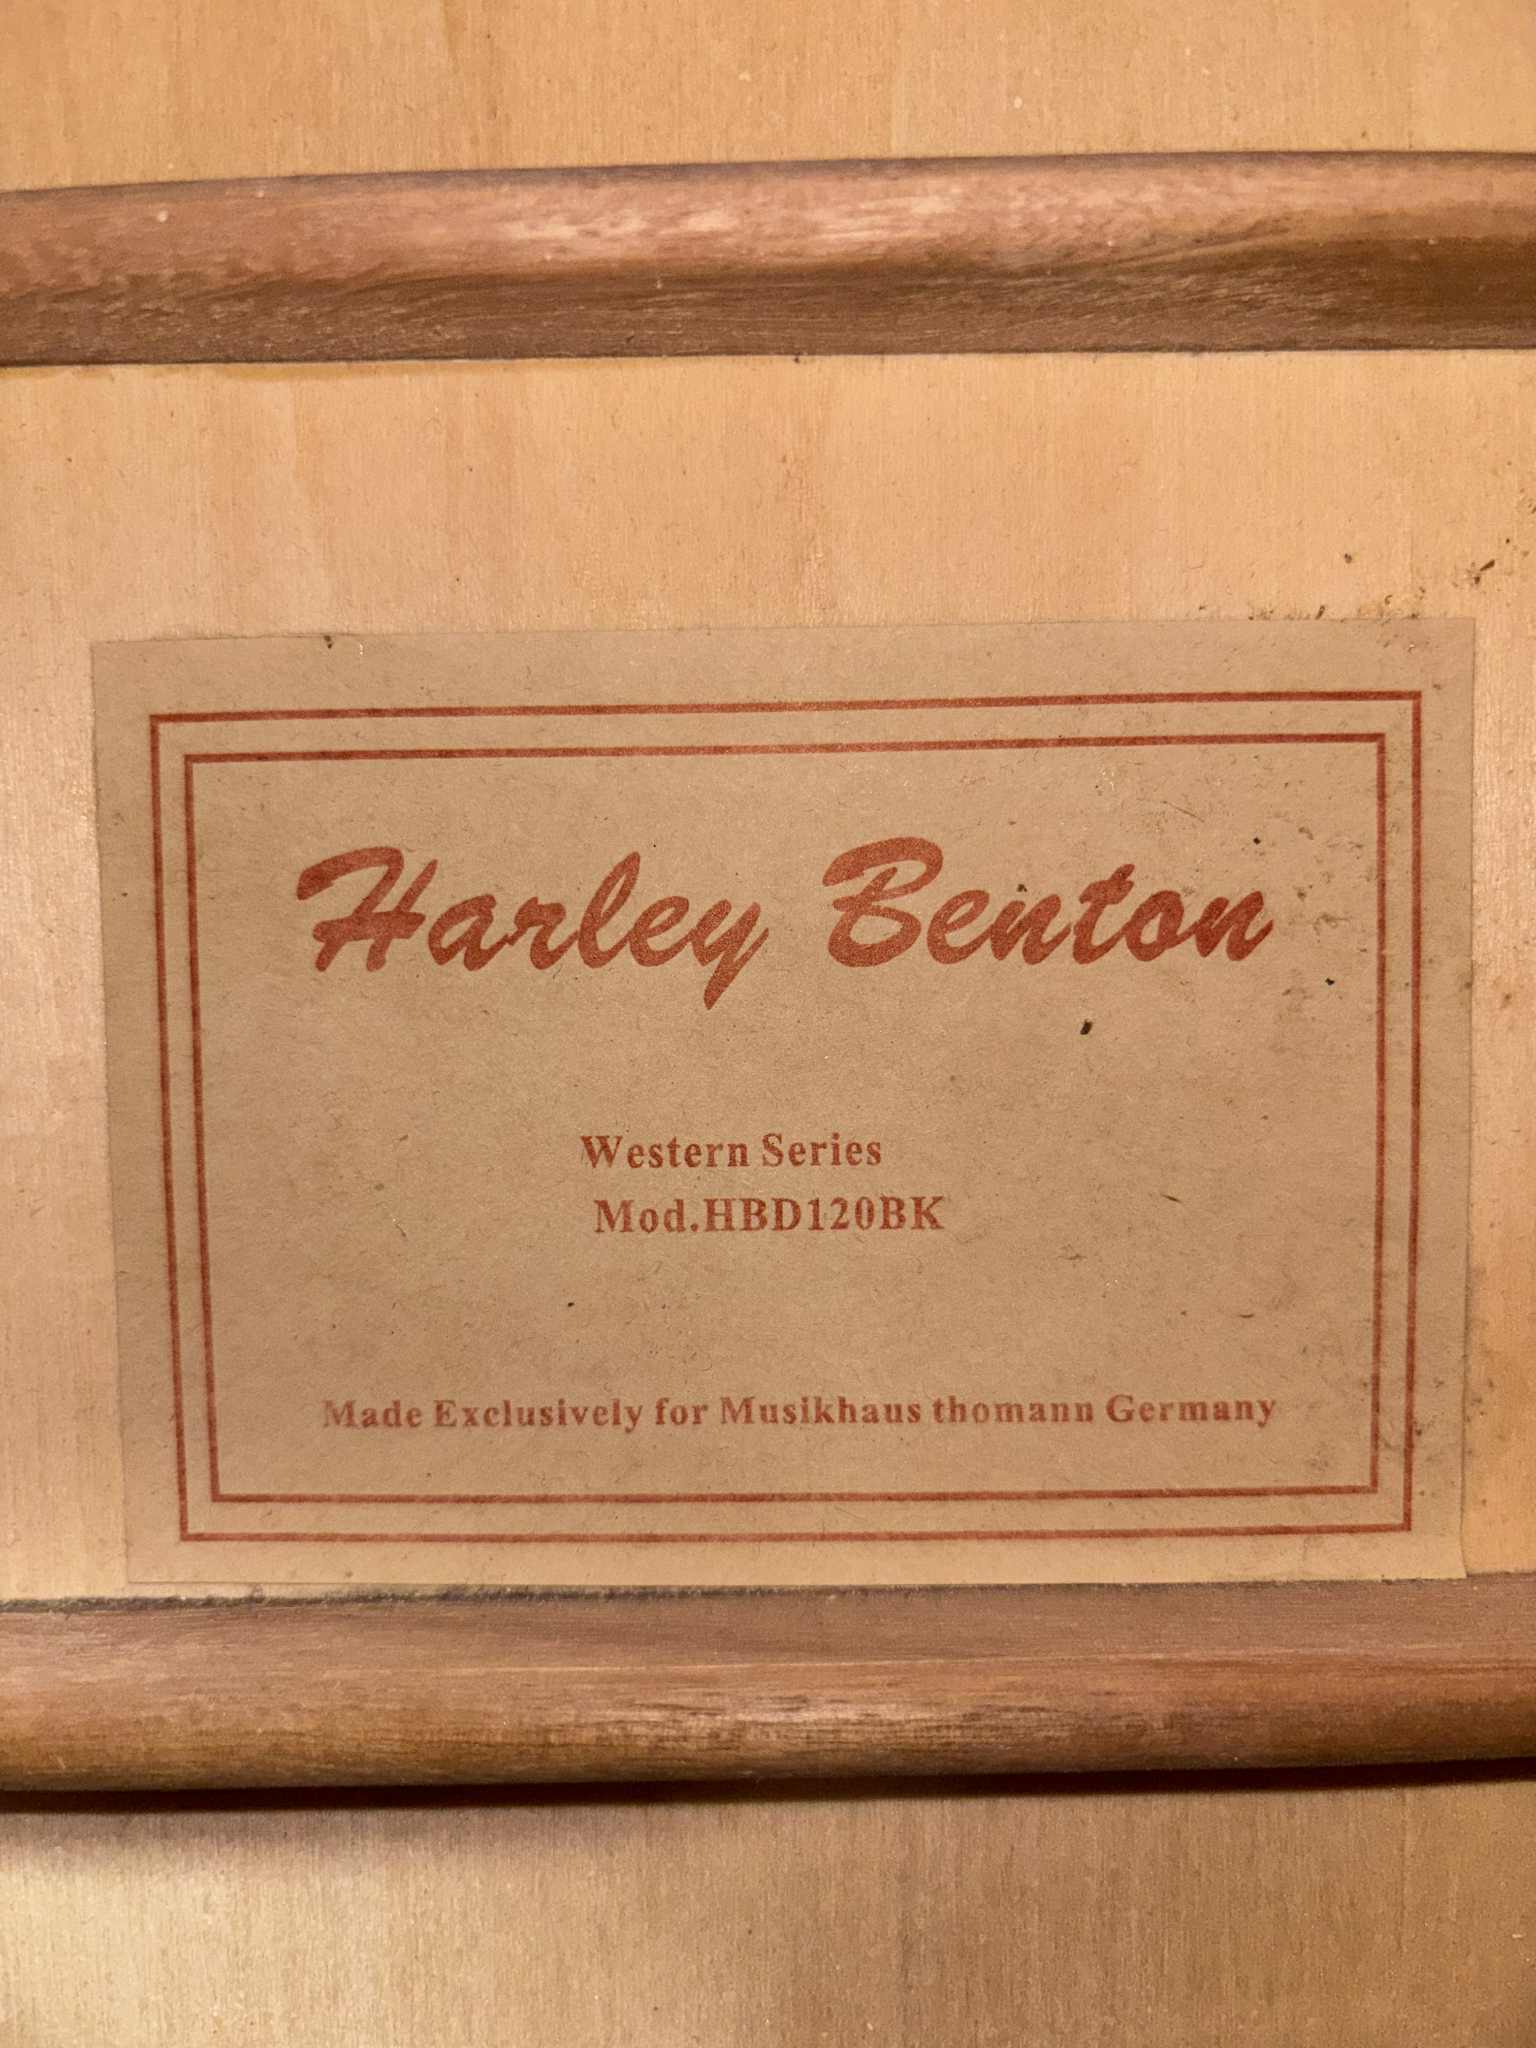 Harley Benton
Western Series
Mod.HBD120BK
Made Exclusively for Musikhaus thomann Germany